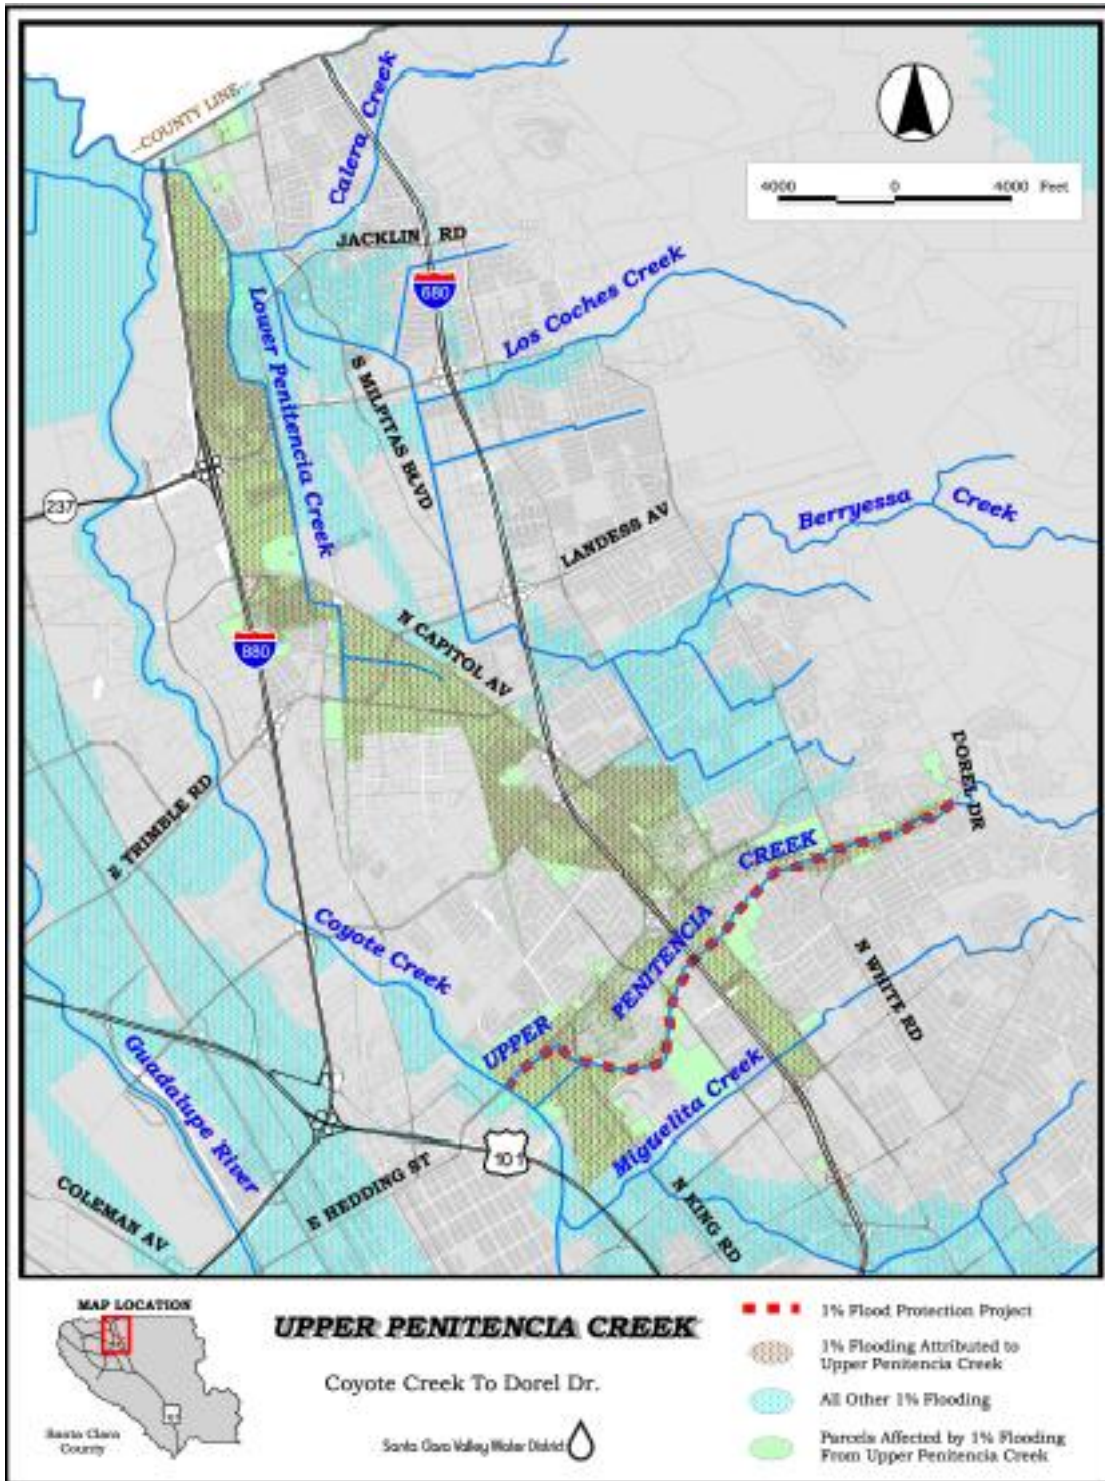 --COUNTY LINE--
Calera Creek
4000 0 4000 Feet
JACKLIN RD
680
Los Coches Creek
Lower Penitencia Creek
S MILPITAS BLVD
237
Berryessa Creek
LANDESS AV
N CAPITOL AV
880
DOREL DR
E TRIMBLE RD
CREEK
PENITENCIA
UPPER
Coyote Creek
N WHITE RD
Guadalupe River
Miguelita Creek
101
E HEDDING ST
N KING RD
COLEMAN AV
MAP LOCATION
Santa Clara
County
UPPER PENITENCIA CREEK
Coyote Creek To Dorel Dr.
Santa Clara Valley Water District
1% Flood Protection Project
1% Flooding Attributed to
Upper Penitencia Creek
All Other 1% Flooding
Parcels Affected by 1% Flooding
From Upper Penitencia Creek